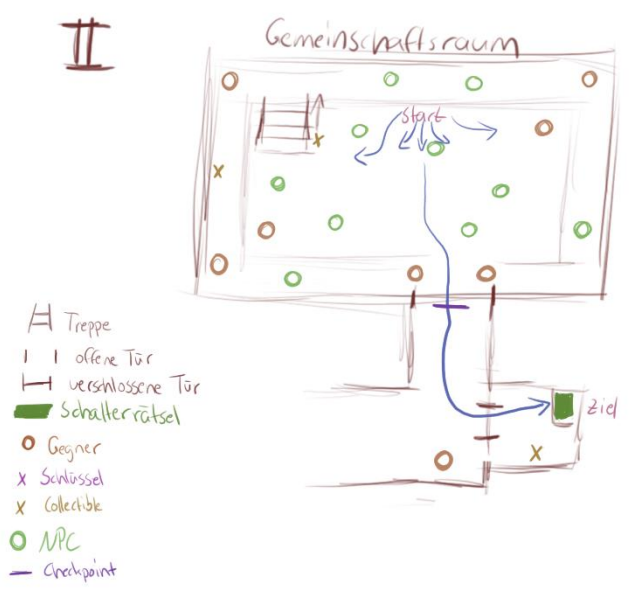 II
Gemeinschaftsraum
Start
Treppe
offene Tür
verschlossene Tür
Schalterrätsel
Ziel
Gegner
x Schlüssel
x Collectible
NPC
Checkpoint